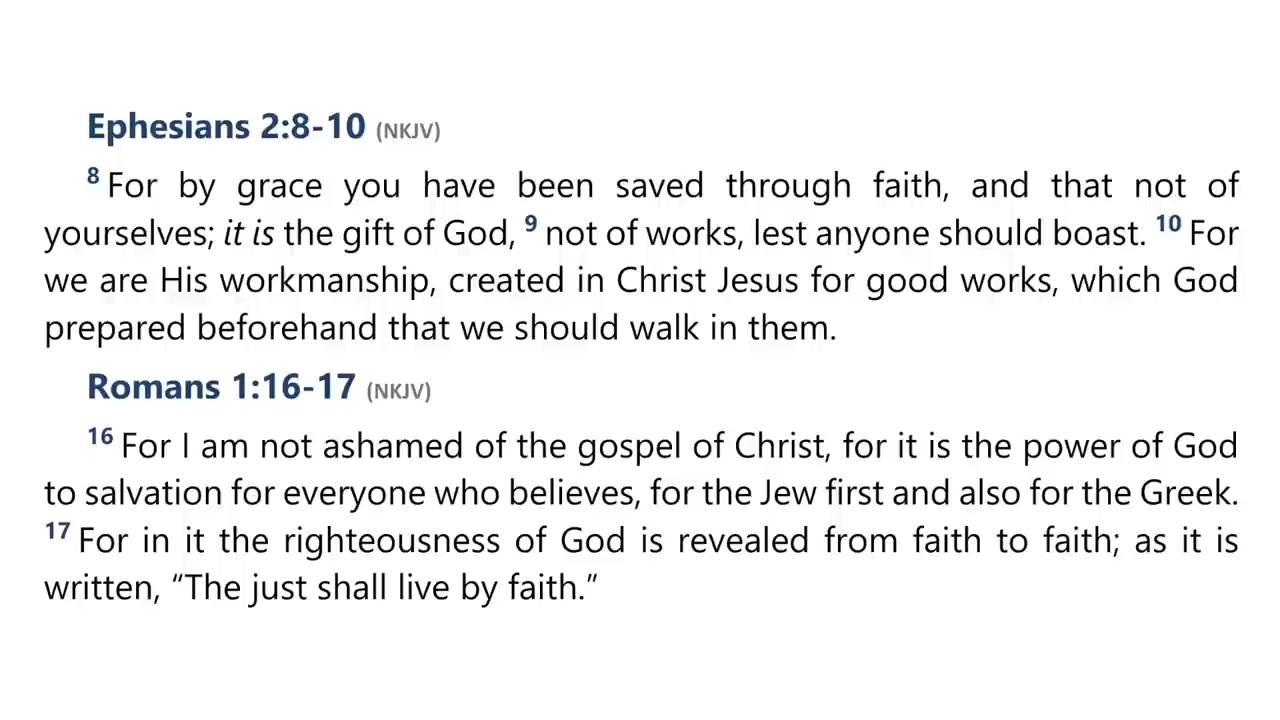 Ephesians 2:8-10 (NKJV)
8 For by grace you have been saved through faith, and that not of
yourselves; it is the gift of God, 9 not of works, lest anyone should boast. 10 For
we are His workmanship, created in Christ Jesus for good works, which God
prepared beforehand that we should walk in them.
Romans 1:16-17 (NKJV)
16 For I am not ashamed of the gospel of Christ, for it is the power of God
to salvation for everyone who believes, for the Jew first and also for the Greek.
17 For in it the righteousness of God is revealed from faith to faith; as it is
written, “The just shall live by faith.”